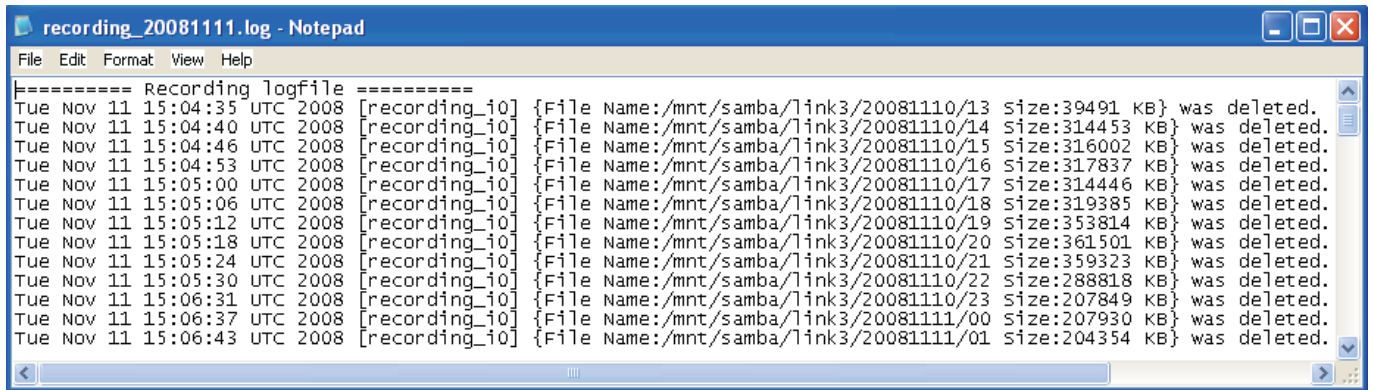 recording_20081111.log - Notepad
File Edit Format View Help
========== Recording logfile ==========
Tue Nov 11 15:04:35 UTC 2008 [recording_i0] {File Name:/mnt/samba/link3/20081110/13 Size:39491 KB} was deleted.
Tue Nov 11 15:04:40 UTC 2008 [recording_i0] {File Name:/mnt/samba/link3/20081110/14 Size:314453 KB} was deleted.
Tue Nov 11 15:04:46 UTC 2008 [recording_i0] {File Name:/mnt/samba/link3/20081110/15 Size:316002 KB} was deleted.
Tue Nov 11 15:04:53 UTC 2008 [recording_i0] {File Name:/mnt/samba/link3/20081110/16 Size:317837 KB} was deleted.
Tue Nov 11 15:05:00 UTC 2008 [recording_i0] {File Name:/mnt/samba/link3/20081110/17 Size:314446 KB} was deleted.
Tue Nov 11 15:05:06 UTC 2008 [recording_i0] {File Name:/mnt/samba/link3/20081110/18 Size:319385 KB} was deleted.
Tue Nov 11 15:05:12 UTC 2008 [recording_i0] {File Name:/mnt/samba/link3/20081110/19 Size:353814 KB} was deleted.
Tue Nov 11 15:05:18 UTC 2008 [recording_i0] {File Name:/mnt/samba/link3/20081110/20 Size:361501 KB} was deleted.
Tue Nov 11 15:05:24 UTC 2008 [recording_i0] {File Name:/mnt/samba/link3/20081110/21 Size:359323 KB} was deleted.
Tue Nov 11 15:05:30 UTC 2008 [recording_i0] {File Name:/mnt/samba/link3/20081110/22 Size:288818 KB} was deleted.
Tue Nov 11 15:06:31 UTC 2008 [recording_i0] {File Name:/mnt/samba/link3/20081110/23 Size:207849 KB} was deleted.
Tue Nov 11 15:06:37 UTC 2008 [recording_i0] {File Name:/mnt/samba/link3/20081111/00 Size:207930 KB} was deleted.
Tue Nov 11 15:06:43 UTC 2008 [recording_i0] {File Name:/mnt/samba/link3/20081111/01 Size:204354 KB} was deleted.